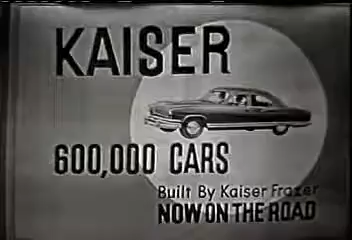 KAISER
600,000 CARS
Built By Kaiser Frazer
NOW ON THE ROAD